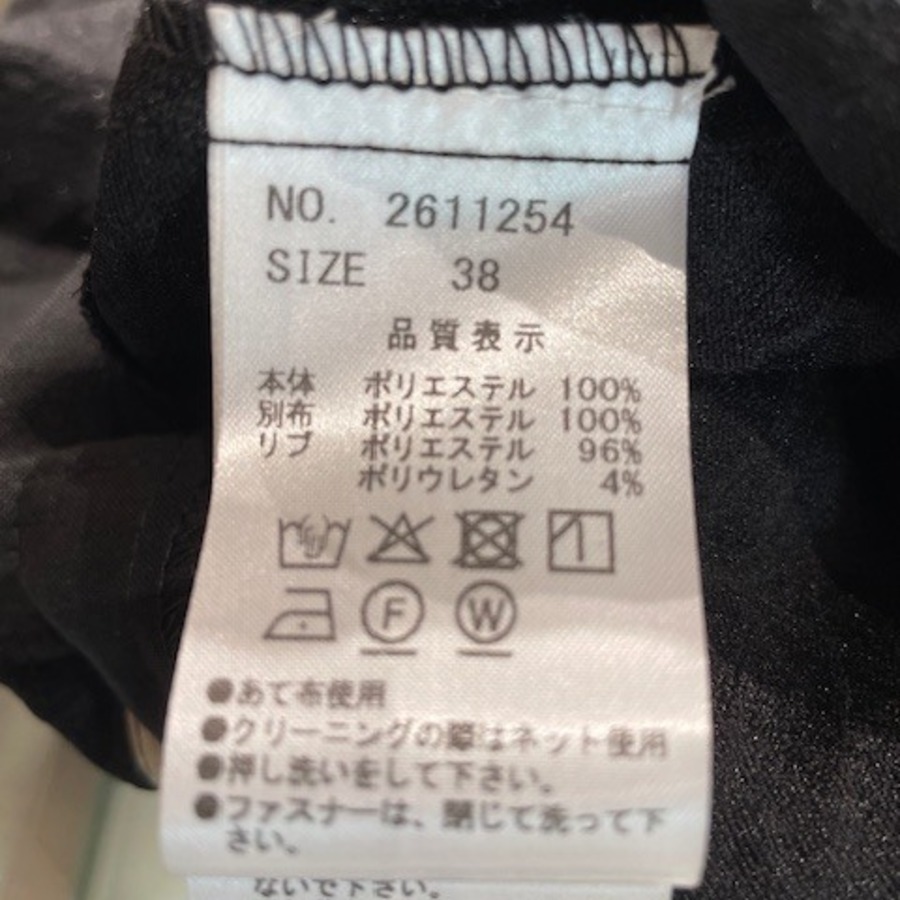 NO. 2611254
SIZE 38
品質表示
本体 ポリエステル 100%
別布 ポリエステル 100%
リブ ポリエステル 96%
ポリウレタン 4%
F W
●あて布使用
●クリーニングの際はネット使用
●押し洗いをして下さい。
●ファスナーは、閉じて洗って下
さい。
ないで下さい。